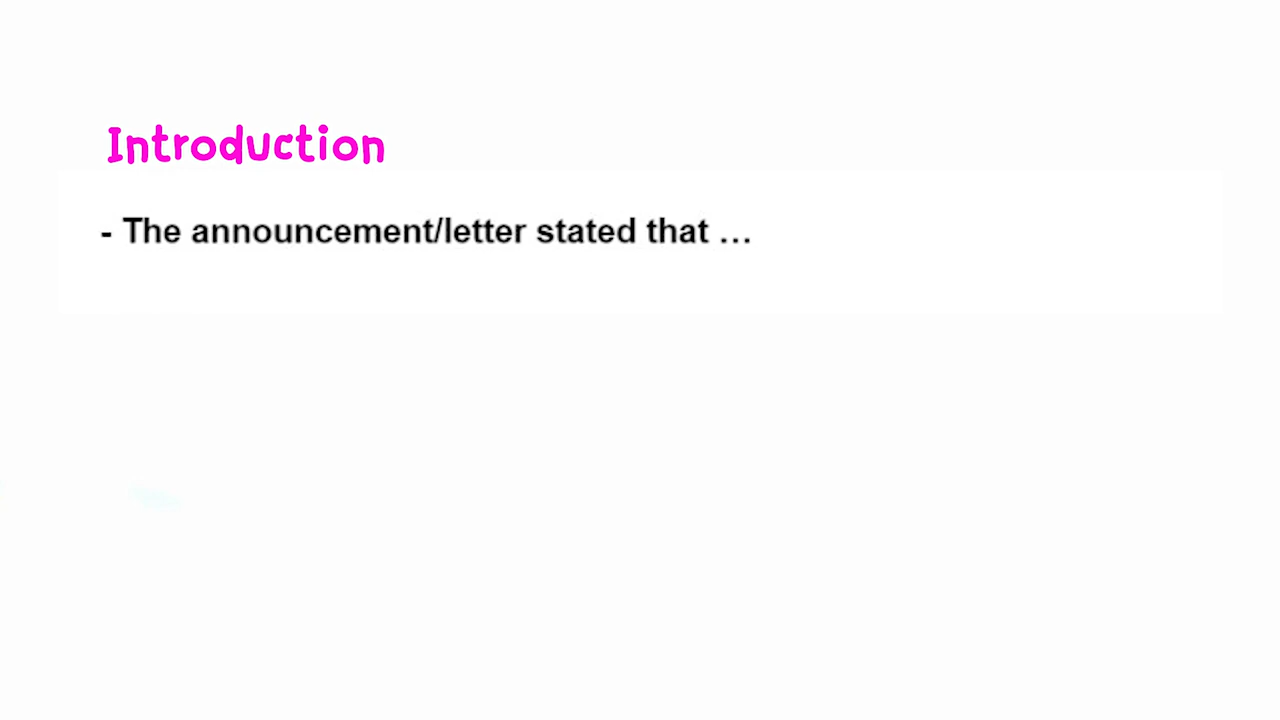 Introduction
- The announcement/letter stated that …